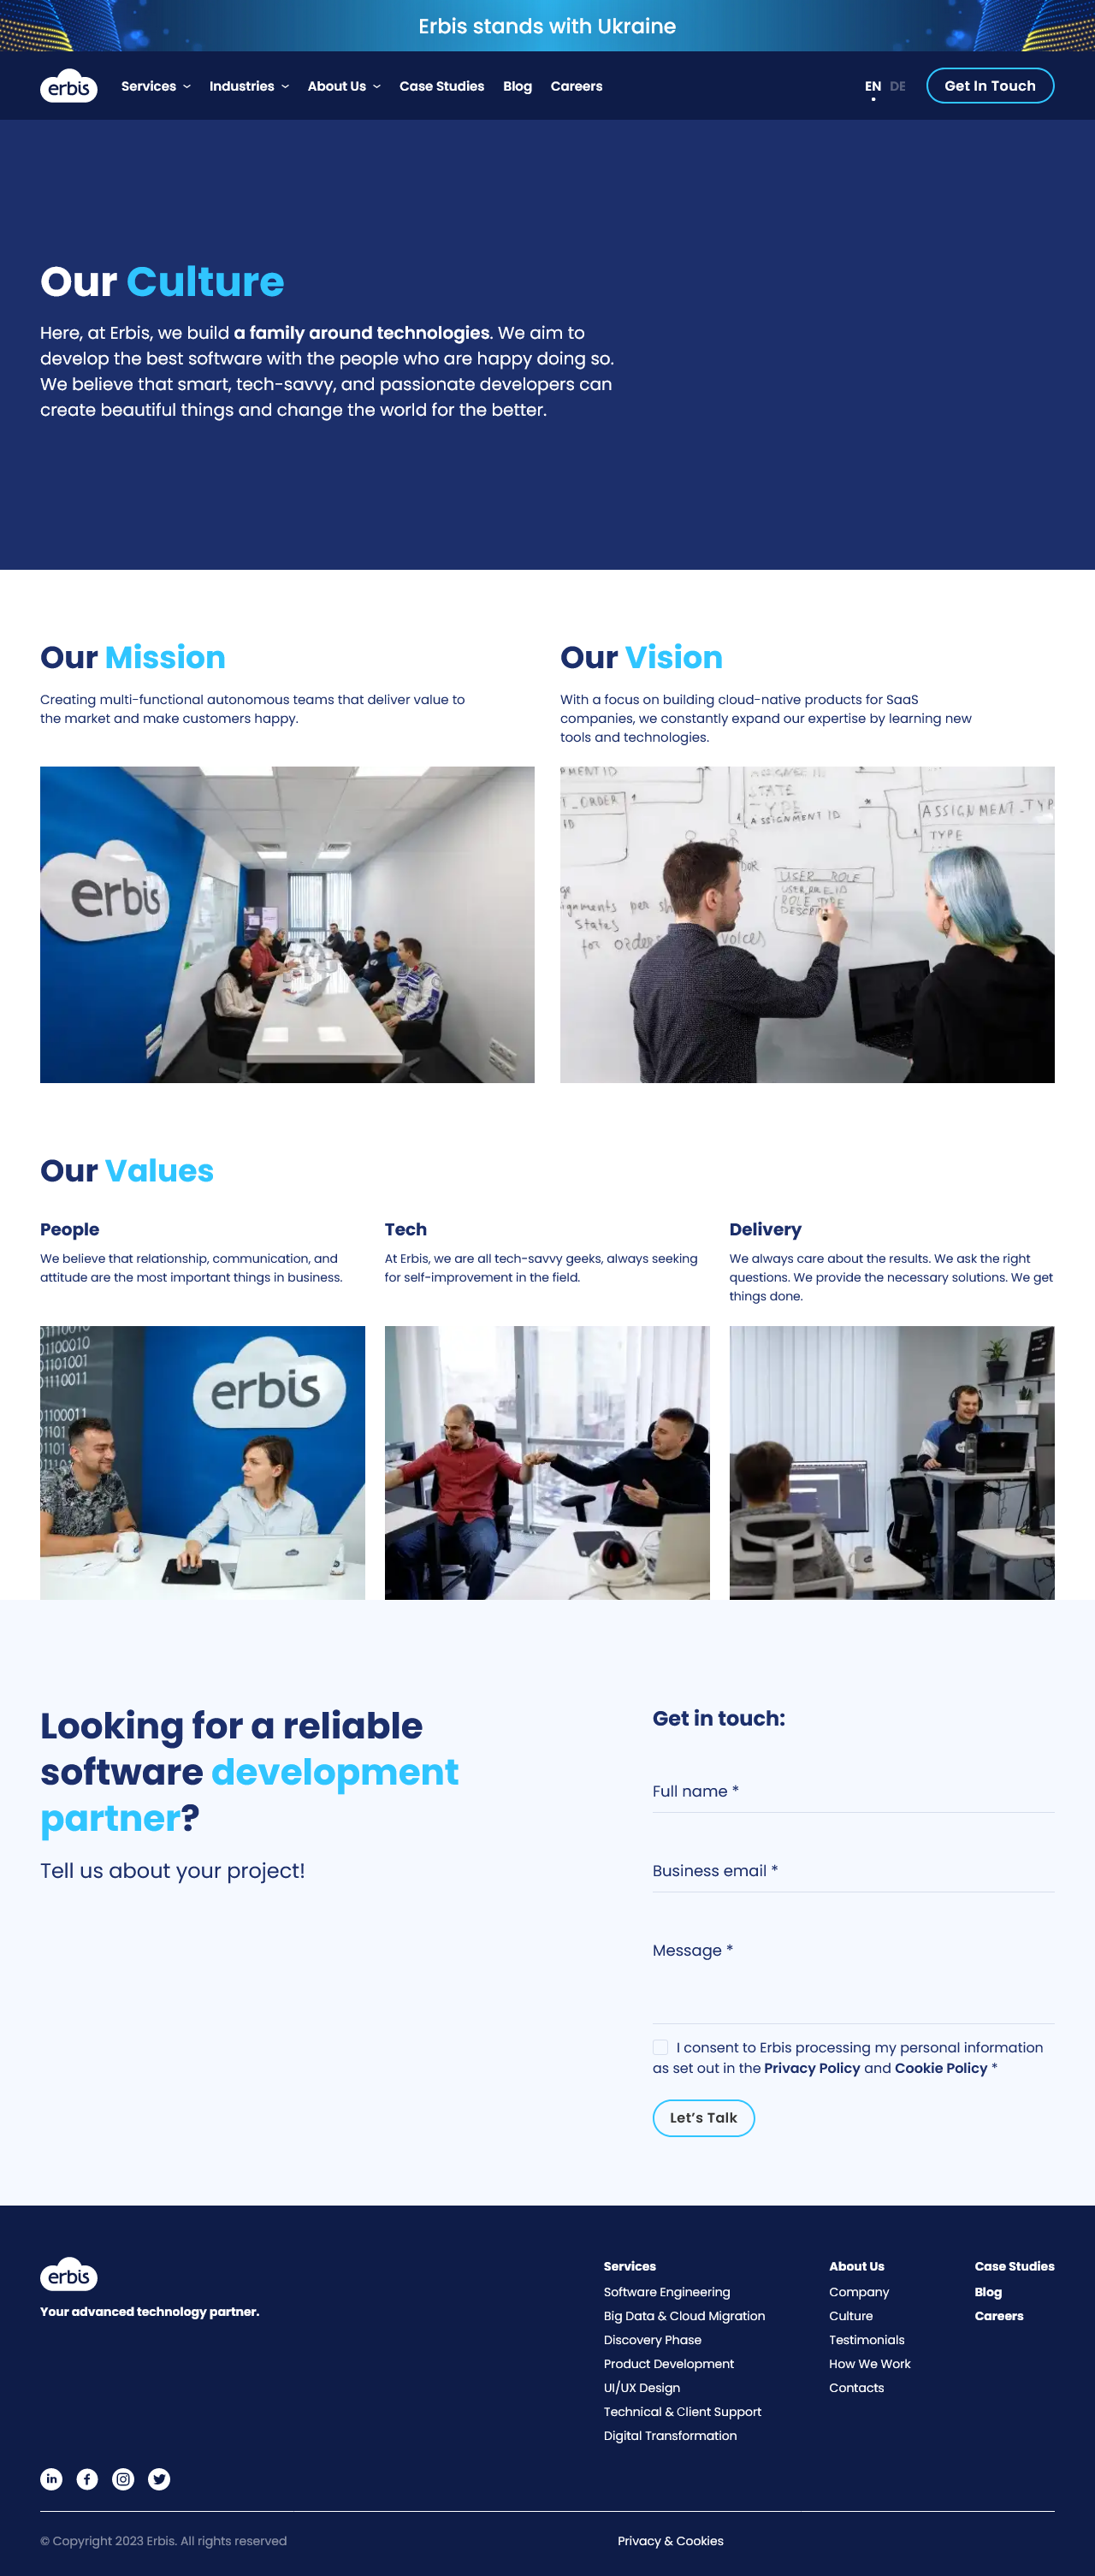 Erbis stands with Ukraine
erbis
Services
Industries
About Us
Case Studies
Blog
Careers
EN
DE
Get In Touch
Our Culture
Here, at Erbis, we build a family around technologies. We aim to
develop the best software with the people who are happy doing so.
We believe that smart, tech-savvy, and passionate developers can
create beautiful things and change the world for the better.
Our Mission
Creating multi-functional autonomous teams that deliver value to
the market and make customers happy.
erbis
Our Vision
With a focus on building cloud-native products for SaaS
companies, we constantly expand our expertise by learning new
tools and technologies.
STATE
ASSIGNMENT ID
ASSIGNMENT_TYP
TYPE
USER ROLE
USER_ROLE ID
ROLE TYPE
States
Our Values
People
We believe that relationship, communication, and
attitude are the most important things in business.
erbis
Tech
At Erbis, we are all tech-savvy geeks, always seeking
for self-improvement in the field.
Delivery
We always care about the results. We ask the right
questions. We provide the necessary solutions. We get
things done.
Looking for a reliable
software development
partner?
Tell us about your project!
Get in touch:
Full name *
Business email *
Message *
I consent to Erbis processing my personal information
as set out in the Privacy Policy and Cookie Policy *
Let's Talk
erbis
Your advanced technology partner.
Services
Software Engineering
Big Data & Cloud Migration
Discovery Phase
Product Development
UI/UX Design
Technical & Client Support
Digital Transformation
About Us
Company
Culture
Testimonials
How We Work
Contacts
Case Studies
Blog
Careers
© Copyright 2023 Erbis. All rights reserved
Privacy & Cookies